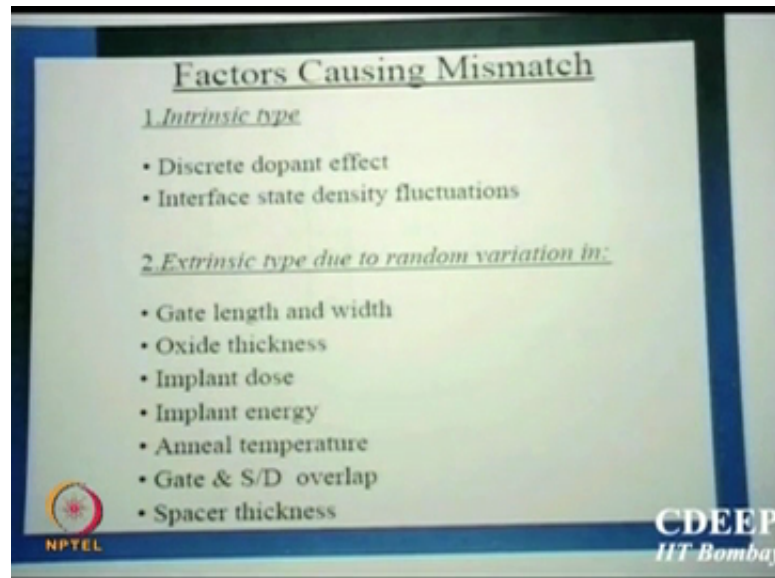 Factors Causing Mismatch
1.Intrinsic type
• Discrete dopant effect
• Interface state density fluctuations
2.Extrinsic type due to random variation in:
• Gate length and width
• Oxide thickness
• Implant dose
• Implant energy
• Anneal temperature
• Gate & S/D overlap
• Spacer thickness
NPTEL
CDEEP
IIT Bombay